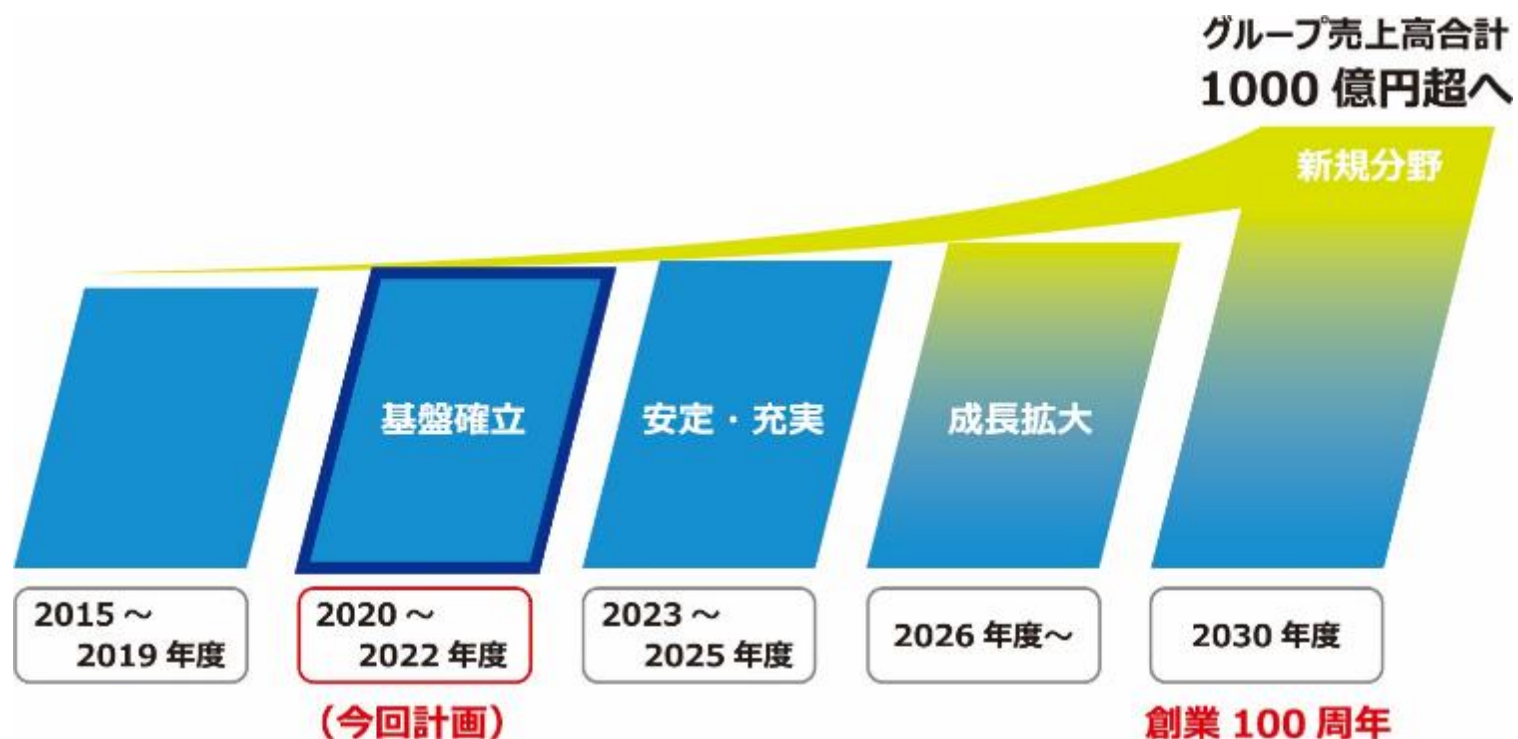 グループ売上高合計
1000 億円超へ
新規分野
基盤確立
安定・充実
成長拡大
2015 ～
2019 年度
2020 ～
2022 年度
2023 ～
2025 年度
2026 年度～
2030 年度
（今回計画）
創業 100 周年